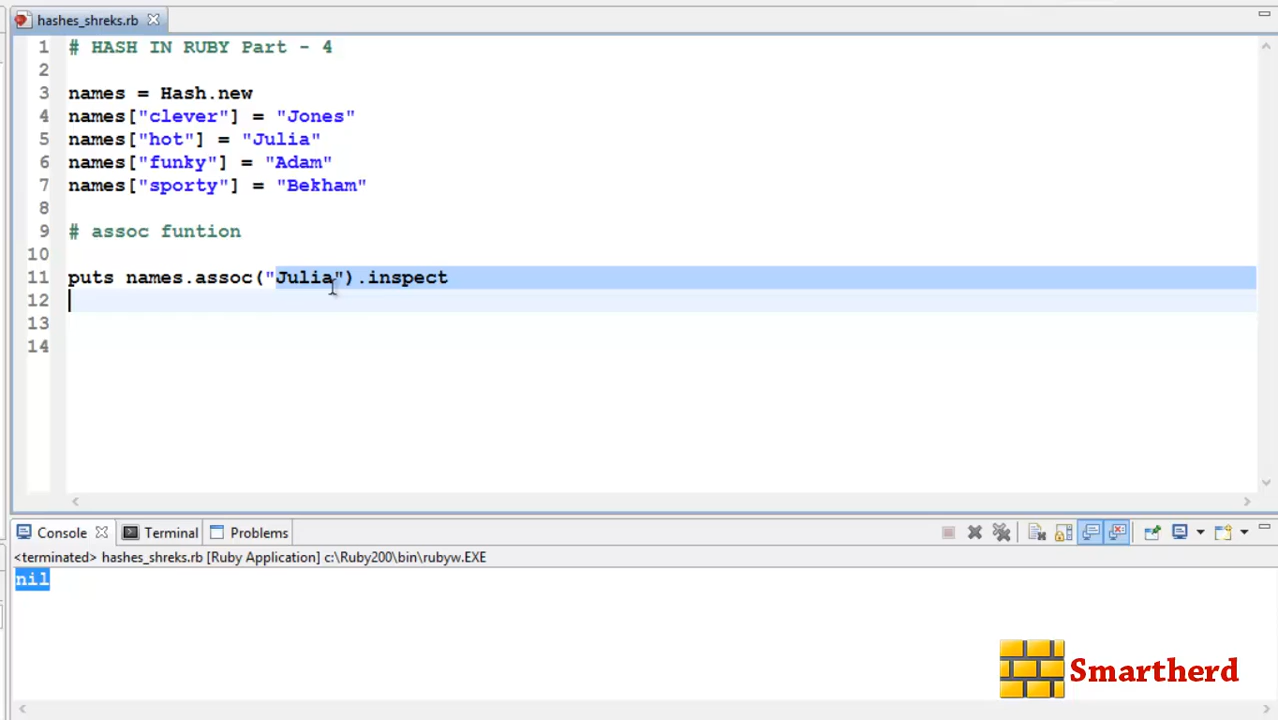 hashes_shreks.rb
1 # HASH IN RUBY Part - 4
2
3 names = Hash.new
4 names["clever"] = "Jones"
5 names["hot"] = "Julia"
6 names["funky"] = "Adam"
7 names["sporty"] = "Bekham"
8
9 # assoc funtion
10
11 puts names.assoc("Julia").inspect
12
13
14
Console Terminal Problems
<terminated> hashes_shreks.rb [Ruby Application] c:\Ruby200\bin\rubyw.EXE
nil
Smartherd